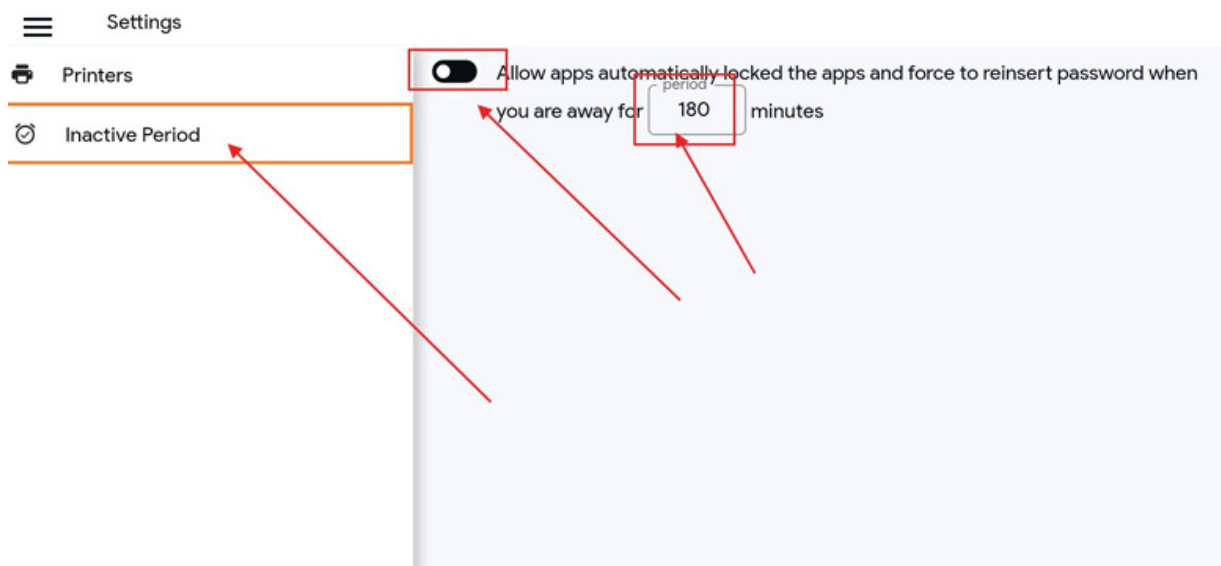 Settings
Printers
Inactive Period
Allow apps automatically locked the apps and force to reinsert password when
period
you are away for 180 minutes